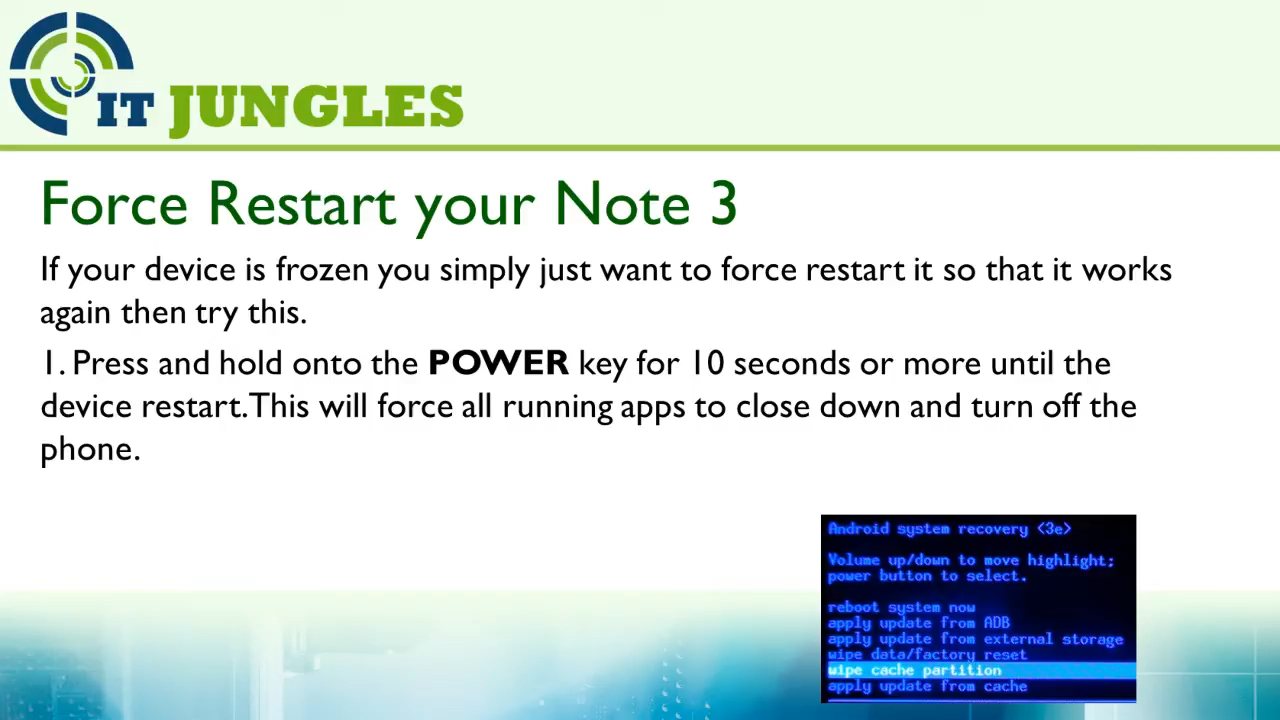 IT JUNGLES
Force Restart your Note 3
If your device is frozen you simply just want to force restart it so that it works
again then try this.
1. Press and hold onto the POWER key for 10 seconds or more until the
device restart. This will force all running apps to close down and turn off the
phone.
Android system recovery <3e>
Volume up/down to move highlight;
power button to select.
reboot system now
apply update from ADB
apply update from external storage
wipe data/factory reset
wipe cache partition
apply update from cache